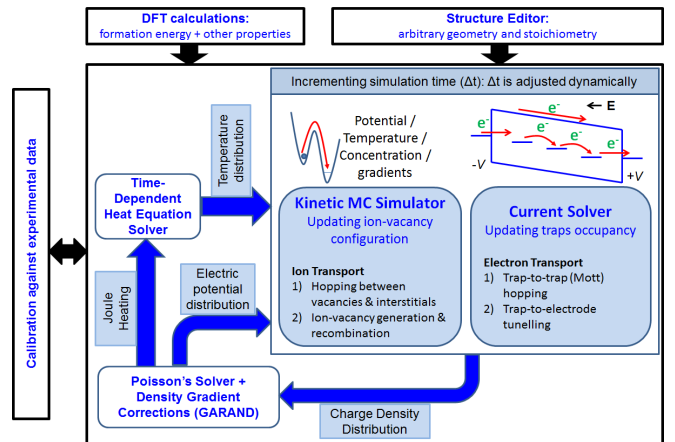 DFT calculations:
formation energy + other properties
Structure Editor:
arbitrary geometry and stoichiometry
Calibration against experimental data
Incrementing simulation time (Δt): Δt is adjusted dynamically
Potential /
Temperature /
Concentration /
gradients
E
e-
e-
e-
e-
e-
-V
+V
Temperature
distribution
Time-
Dependent
Heat Equation
Solver
Kinetic MC Simulator
Updating ion-vacancy
configuration
Ion Transport
1) Hopping between
vacancies & interstitials
2) Ion-vacancy generation &
recombination
Current Solver
Updating traps occupancy
Electron Transport
1) Trap-to-trap (Mott)
hopping
2) Trap-to-electrode
tunelling
Joule
Heating
Electric
potential
distribution
Poisson's Solver +
Density Gradient
Corrections (GARAND)
Charge Density
Distribution